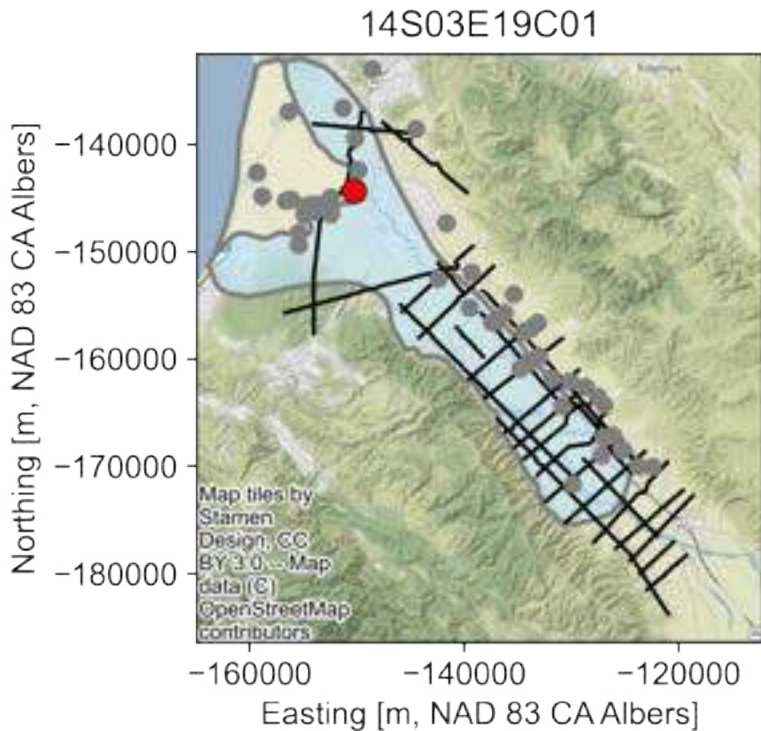 14S03E19C01
Northing [m, NAD 83 CA Albers]
−140000
−150000
−160000
−170000
−180000
Map tiles by
Stamen
Design, CC
BY 3.0 -- Map
data (C)
OpenStreetMap
contributors
−160000
−140000
−120000
Easting [m, NAD 83 CA Albers]